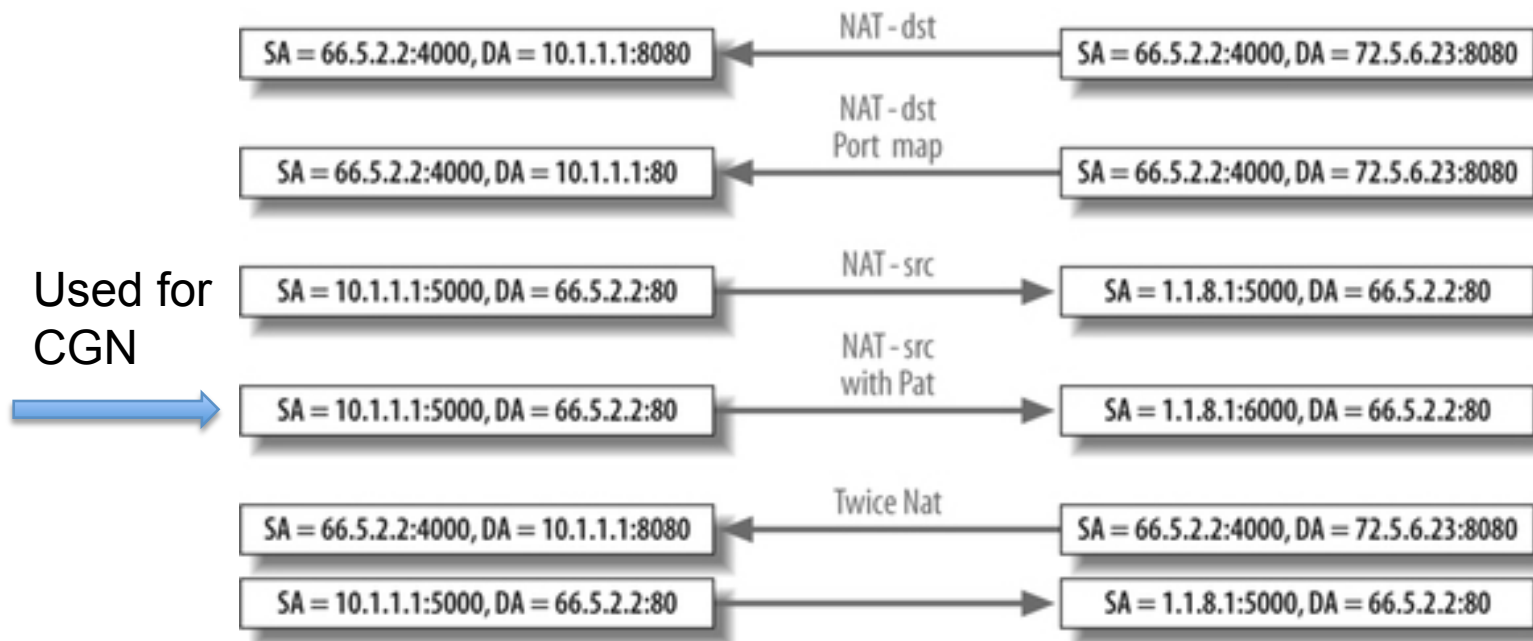 NAT - dst
SA = 66.5.2.2:4000, DA = 10.1.1.1:8080
SA = 66.5.2.2:4000, DA = 72.5.6.23:8080
NAT - dst
Port map
SA = 66.5.2.2:4000, DA = 10.1.1.1:80
SA = 66.5.2.2:4000, DA = 72.5.6.23:8080
Used for
CGN
NAT - src
SA = 10.1.1.1:5000, DA = 66.5.2.2:80
SA = 1.1.8.1:5000, DA = 66.5.2.2:80
NAT - src
with Pat
SA = 10.1.1.1:5000, DA = 66.5.2.2:80
SA = 1.1.8.1:6000, DA = 66.5.2.2:80
Twice Nat
SA = 66.5.2.2:4000, DA = 10.1.1.1:8080
SA = 66.5.2.2:4000, DA = 72.5.6.23:8080
SA = 10.1.1.1:5000, DA = 66.5.2.2:80
SA = 1.1.8.1:5000, DA = 66.5.2.2:80